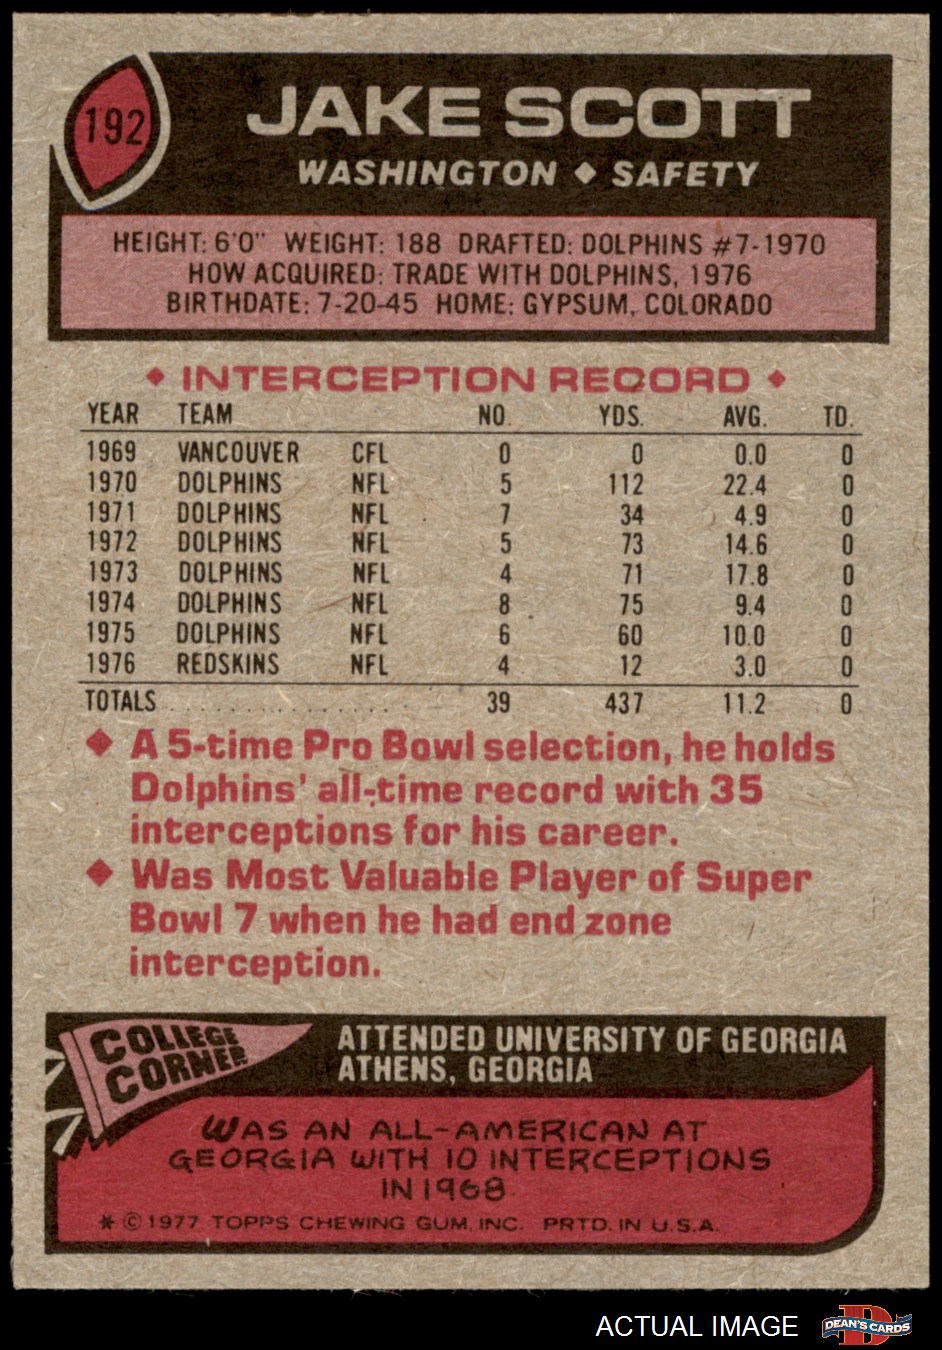 192
JAKE SCOTT
WASHINGTON ◆ SAFETY
HEIGHT: 6'0" WEIGHT: 188 DRAFTED: DOLPHINS #7-1970
HOW ACQUIRED: TRADE WITH DOLPHINS, 1976
BIRTHDATE: 7-20-45 HOME: GYPSUM, COLORADO
◆ INTERCEPTION RECORD ◆
YEAR TEAM NO. YDS. AVG. TD.
1969 VANCOUVER CFL 0 0 0.0 0
1970 DOLPHINS NFL 5 112 22.4 0
1971 DOLPHINS NFL 7 34 4.9 0
1972 DOLPHINS NFL 5 73 14.6 0
1973 DOLPHINS NFL 4 71 17.8 0
1974 DOLPHINS NFL 8 75 9.4 0
1975 DOLPHINS NFL 6 60 10.0 0
1976 REDSKINS NFL 4 12 3.0 0
TOTALS . . . . . . . . . . . . . . . . 39 437 11.2 0
◆ A 5-time Pro Bowl selection, he holds
Dolphins' all-time record with 35
interceptions for his career.
◆ Was Most Valuable Player of Super
Bowl 7 when he had end zone
interception.
COLLEGE
CORNER
ATTENDED UNIVERSITY OF GEORGIA
ATHENS, GEORGIA
WAS AN ALL-AMERICAN AT
GEORGIA WITH 10 INTERCEPTIONS
IN 1968
* © 1977 TOPPS CHEWING GUM, INC. PRTD. IN U.S.A.
ACTUAL IMAGE
D
DEAN'S CARDS